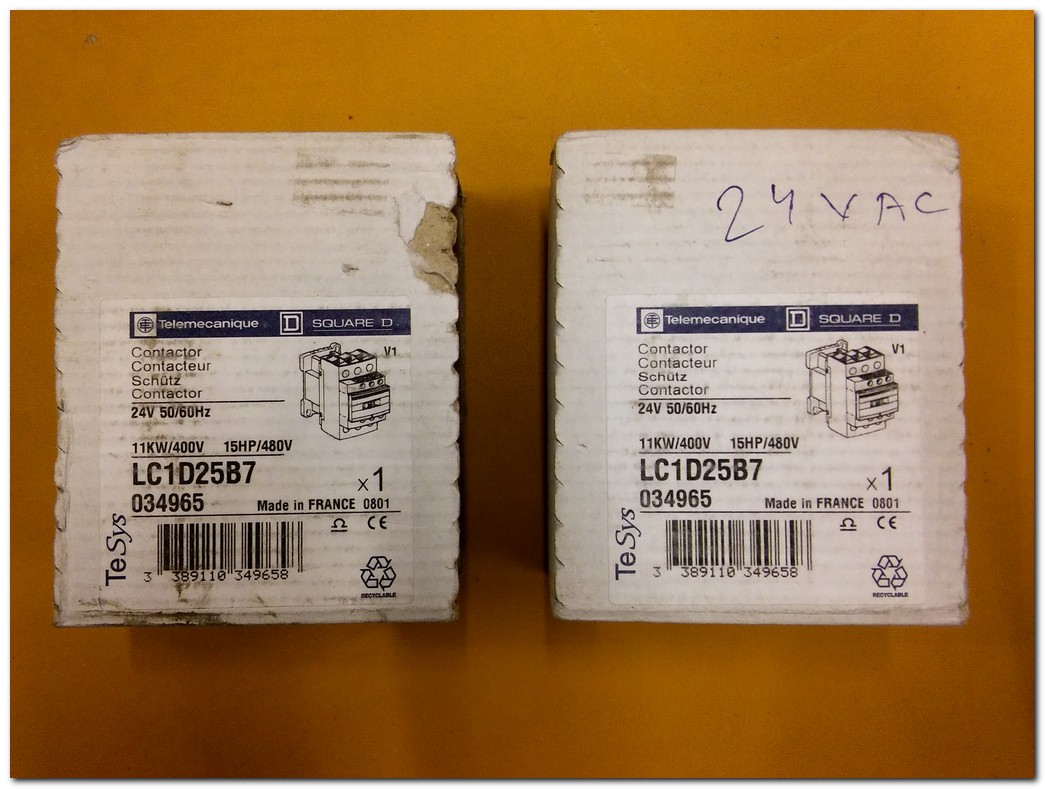 Telemecanique D SQUARE D
Contactor
Contacteur
Schütz
Contactor
V1
24V 50/60Hz
11KW/400V 15HP/480V
LC1D25B7
x1
034965
Made in FRANCE 0801
TeSys
CE
3 389110 349658
RECYCLABLE
24 VAC
Telemecanique D SQUARE D
Contactor
Contacteur
Schütz
Contactor
V1
24V 50/60Hz
11KW/400V 15HP/480V
LC1D25B7
x1
034965
Made in FRANCE 0801
TeSys
CE
3 389110 349658
RECYCLABLE